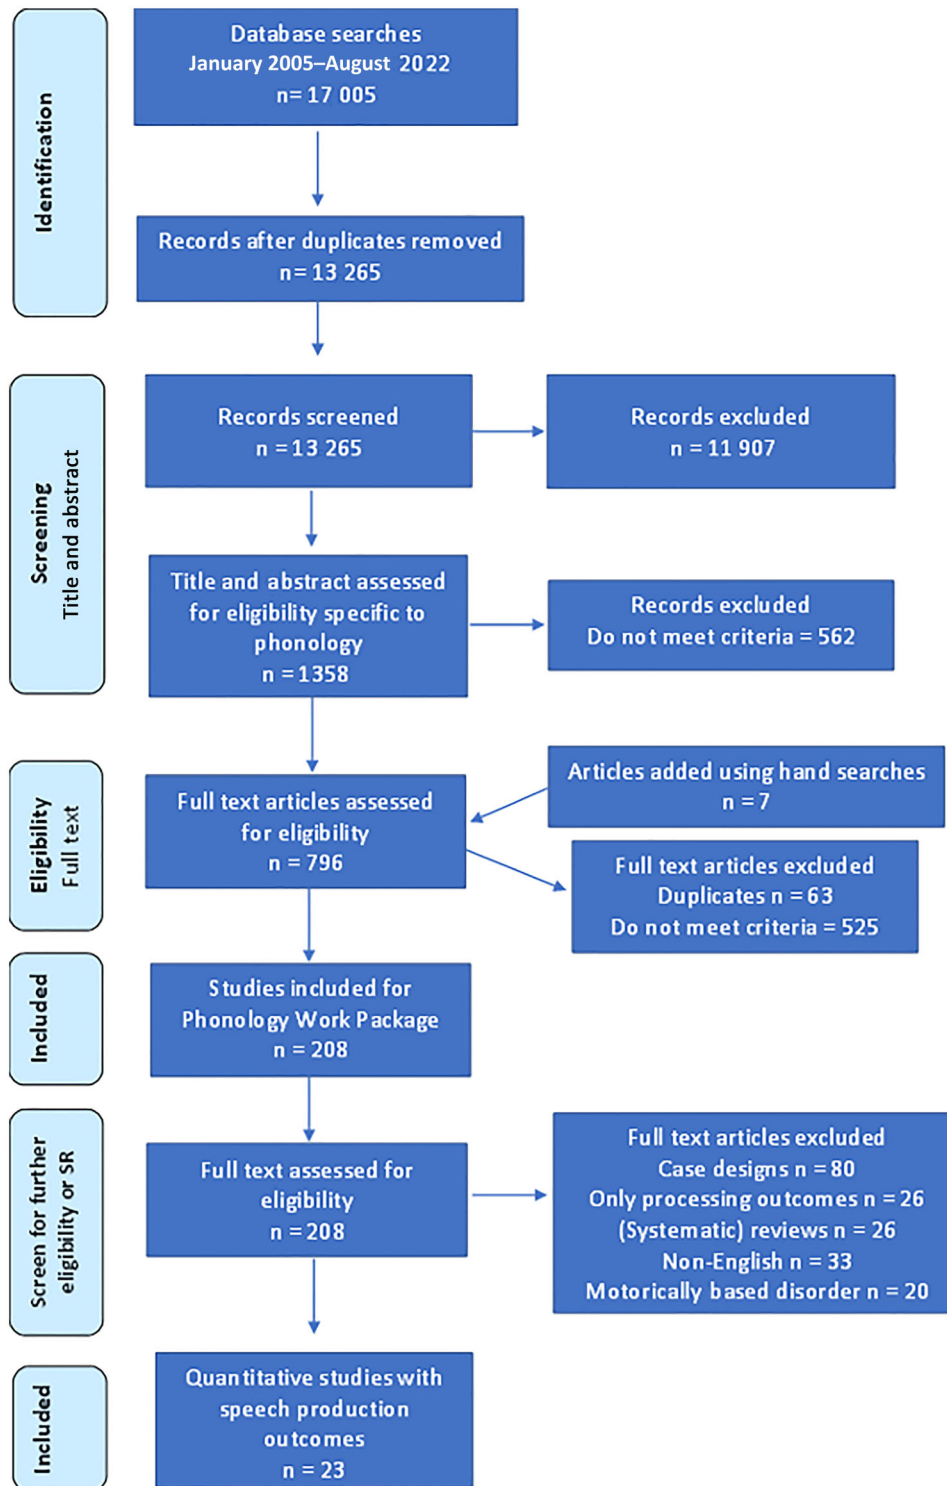 Identification
Database searches
January 2005–August 2022
n= 17 005
Records after duplicates removed
n= 13 265
Screening
Title and abstract
Records screened
n = 13 265
Records excluded
n = 11 907
Title and abstract assessed
for eligibility specific to
phonology
n = 1358
Records excluded
Do not meet criteria = 562
Eligibility
Full text
Full text articles assessed
for eligibility
n = 796
Articles added using hand searches
n = 7
Full text articles excluded
Duplicates n = 63
Do not meet criteria = 525
Included
Studies included for
Phonology Work Package
n = 208
Screen for further
eligibility or SR
Full text assessed for
eligibility
n = 208
Full text articles excluded
Case designs n = 80
Only processing outcomes n = 26
(Systematic) reviews n = 26
Non-English n = 33
Motorically based disorder n = 20
Included
Quantitative studies with
speech production
outcomes
n = 23